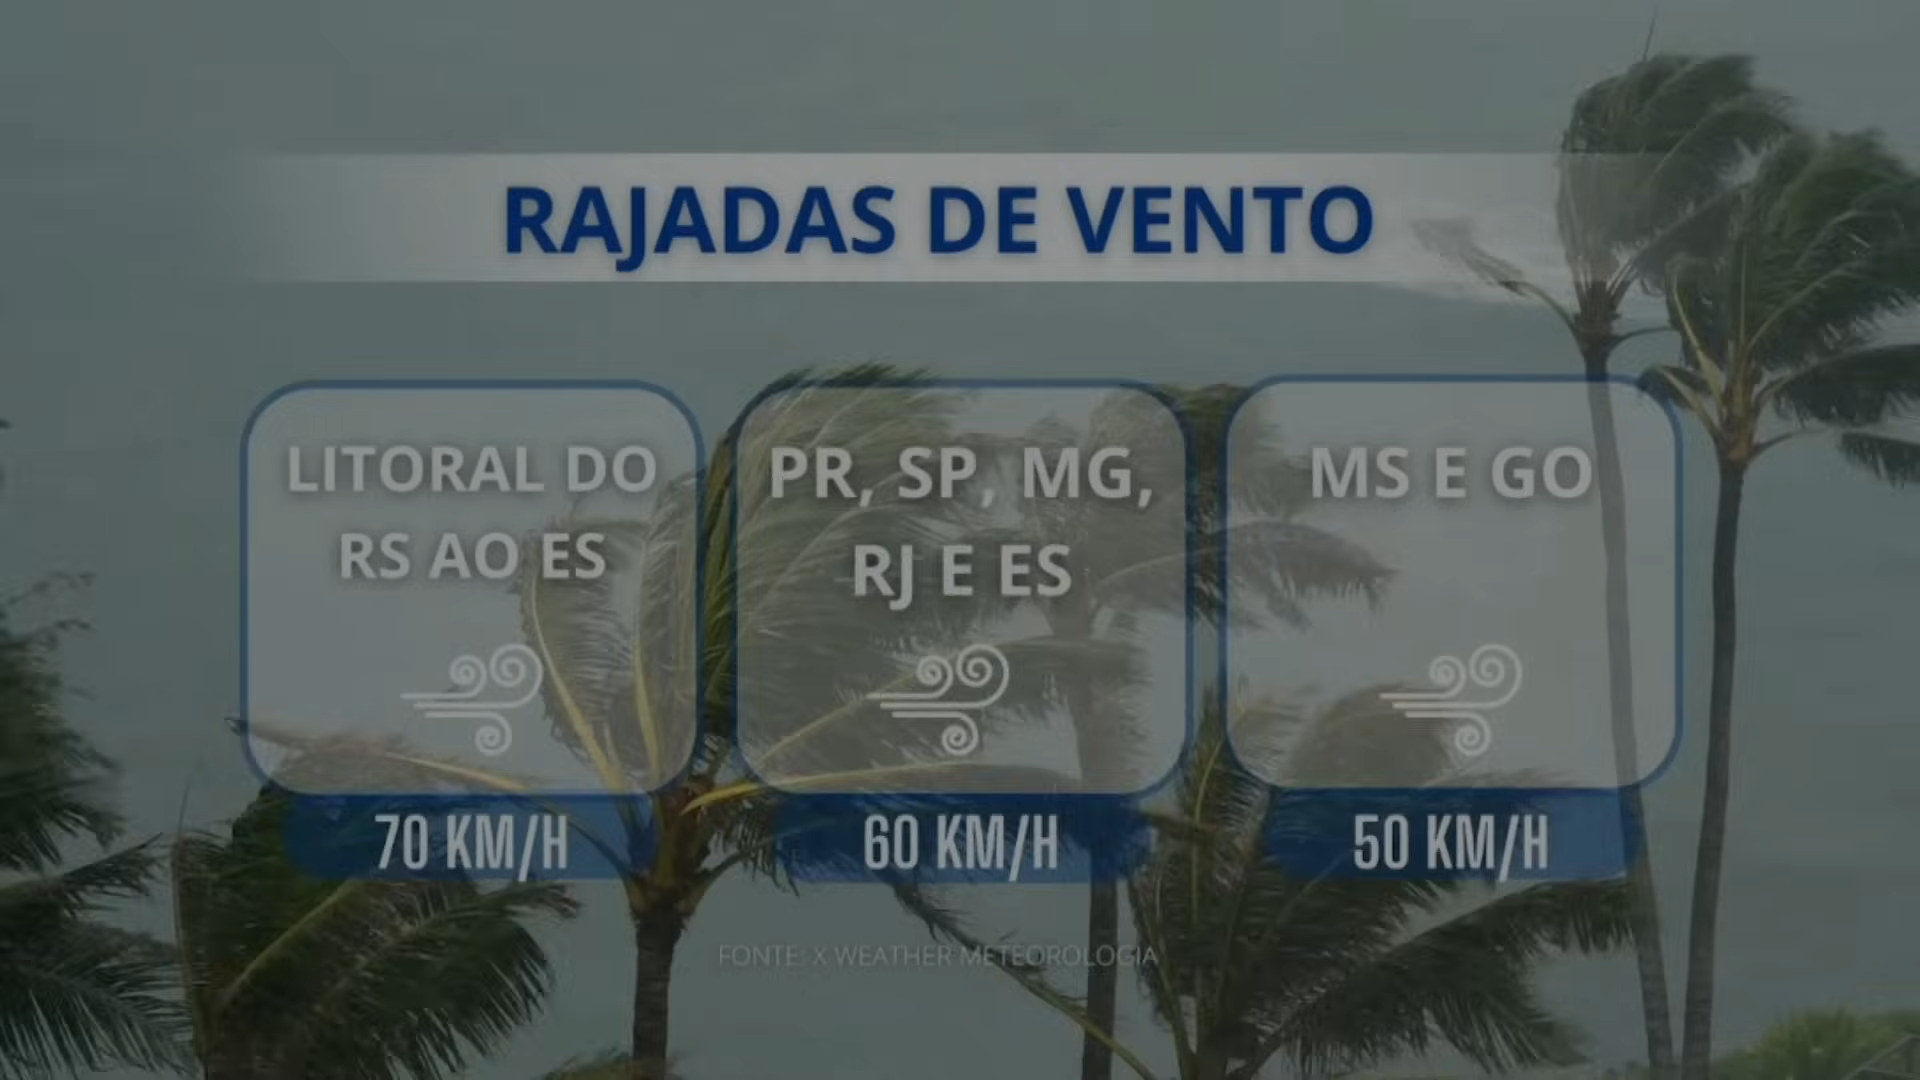 RAJADAS DE VENTO
LITORAL DO
RS AO ES
70 KM/H
PR, SP, MG,
RJ E ES
60 KM/H
MS E GO
50 KM/H
FONTE: X WEATHER METEOROLOGIA